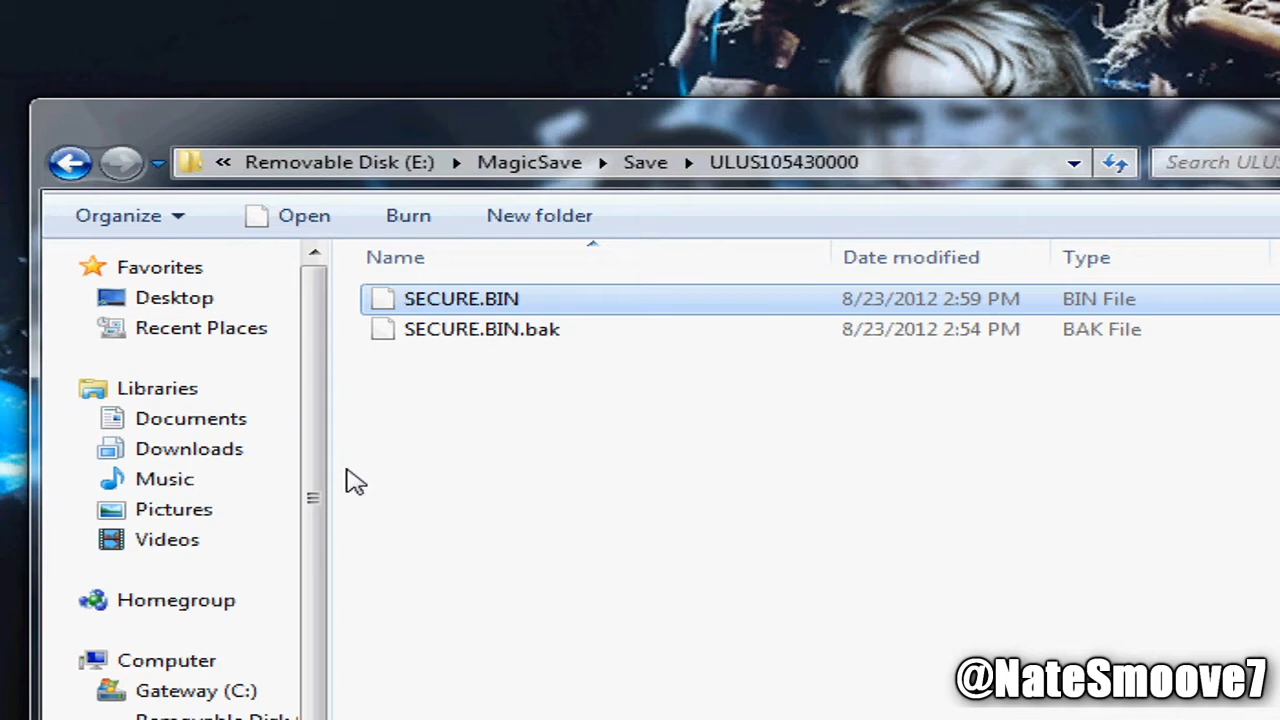 « Removable Disk (E:) ▸ MagicSave ▸ Save ▸ ULUS105430000
Search ULUS
Organize ▾ Open Burn New folder
Name Date modified Type
SECURE.BIN 8/23/2012 2:59 PM BIN File
SECURE.BIN.bak 8/23/2012 2:54 PM BAK File
Favorites
Desktop
Recent Places
Libraries
Documents
Downloads
Music
Pictures
Videos
Homegroup
Computer
Gateway (C:)
Removable Disk
@NateSmoove7